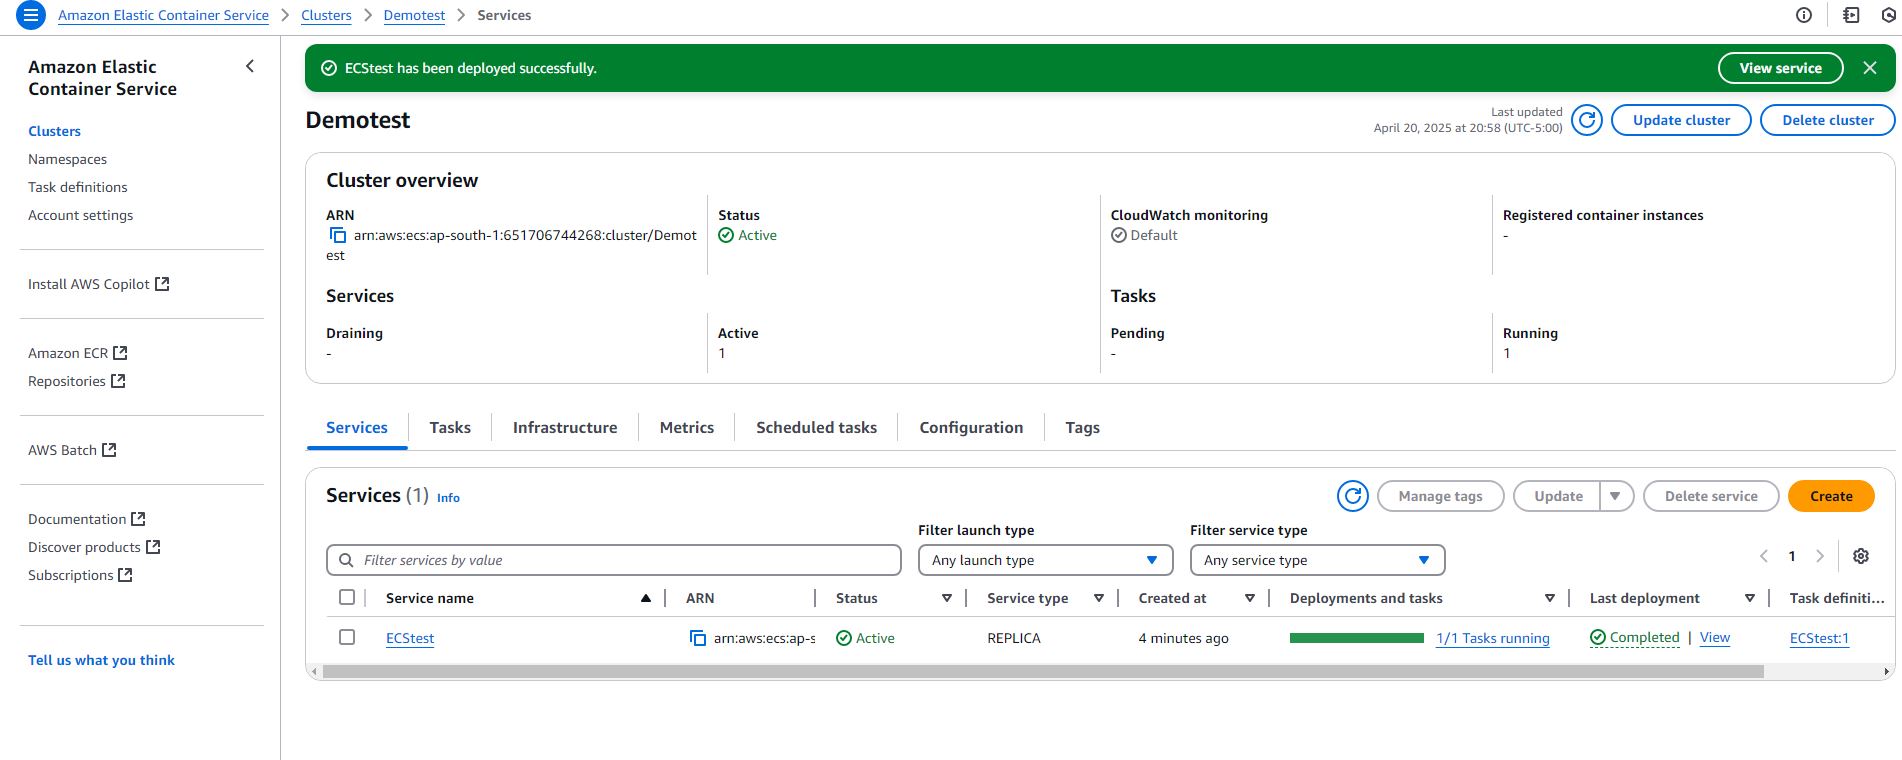 Amazon Elastic Container Service > Clusters > Demotest > Services
Amazon Elastic
Container Service
Clusters
Namespaces
Task definitions
Account settings
Install AWS Copilot
Amazon ECR
Repositories
AWS Batch
Documentation
Discover products
Subscriptions
Tell us what you think
ECStest has been deployed successfully.
View service
Demotest
Last updated
April 20, 2025 at 20:58 (UTC-5:00)
Update cluster
Delete cluster
Cluster overview
ARN
arn:aws:ecs:ap-south-1:651706744268:cluster/Demot
est
Status
Active
CloudWatch monitoring
Default
Registered container instances
-
Services
Draining
-
Active
1
Tasks
Pending
-
Running
1
Services
Tasks
Infrastructure
Metrics
Scheduled tasks
Configuration
Tags
Services (1) Info
Manage tags
Update
Delete service
Create
Filter services by value
Filter launch type
Any launch type
Filter service type
Any service type
1
Service name ARN Status Service type Created at Deployments and tasks Last deployment Task definiti...
ECStest arn:aws:ecs:ap-s Active REPLICA 4 minutes ago 1/1 Tasks running Completed | View ECStest:1